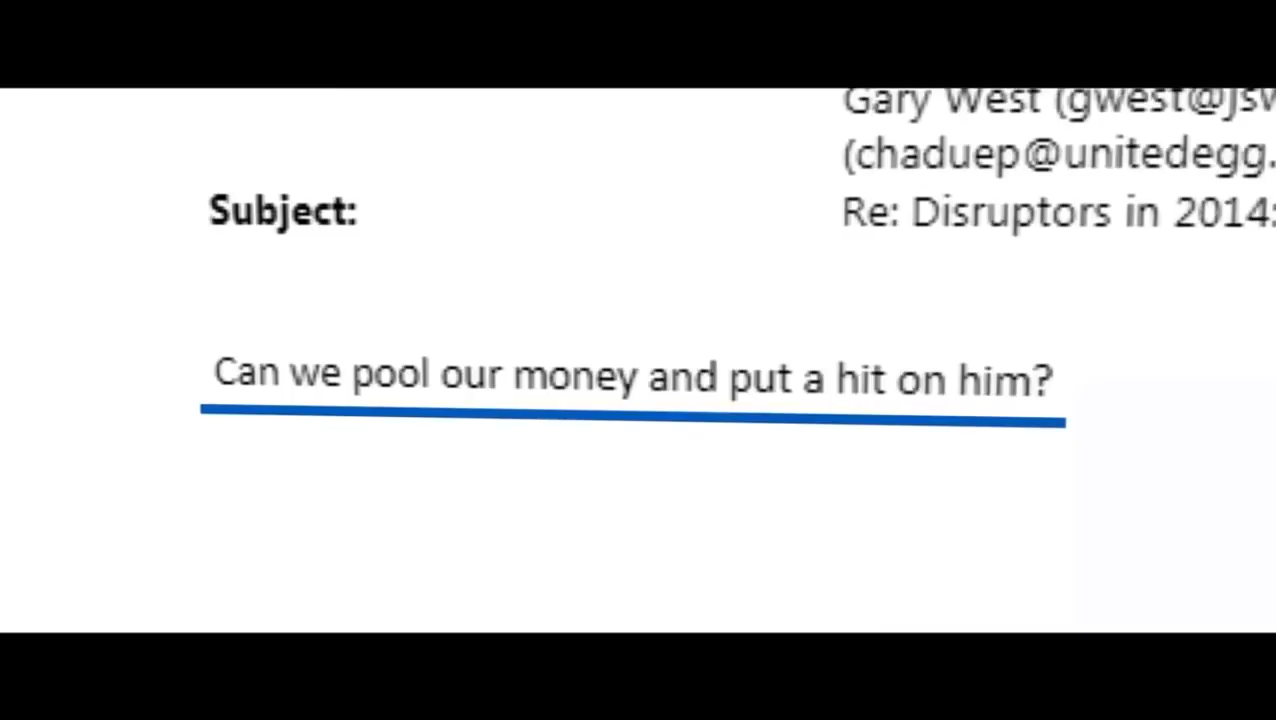 Gary West (gwest@jsw
(chaduep@unitedegg.
Subject:
Re: Disruptors in 2014:
Can we pool our money and put a hit on him?